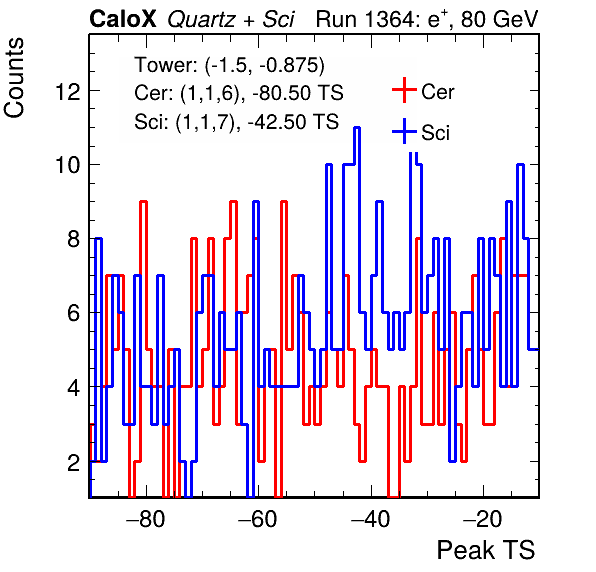 CaloX Quartz + Sci Run 1364: e+, 80 GeV
Counts
Tower: (-1.5, -0.875)
Cer: (1,1,6), -80.50 TS
Sci: (1,1,7), -42.50 TS
Cer
Sci
12
10
8
6
4
2
−80 −60 −40 −20
Peak TS